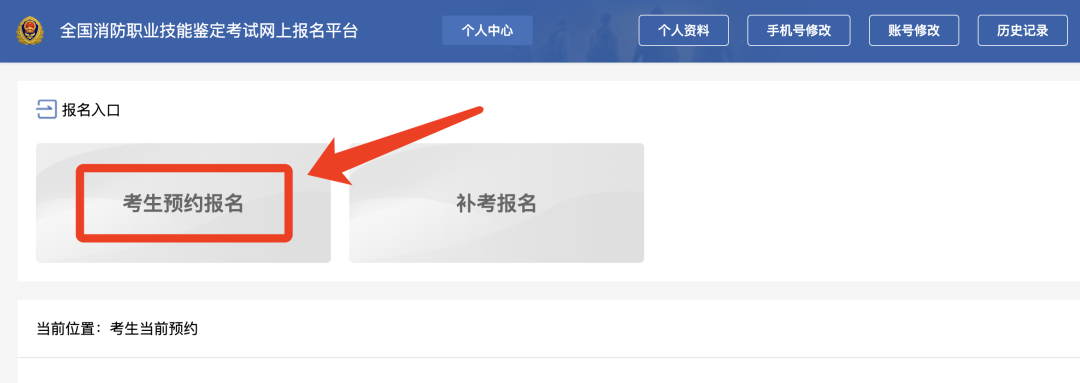 全国消防职业技能鉴定考试网上报名平台 个人中心 个人资料 手机号修改 账号修改 历史记录
报名入口
考生预约报名 补考报名
当前位置：考生当前预约